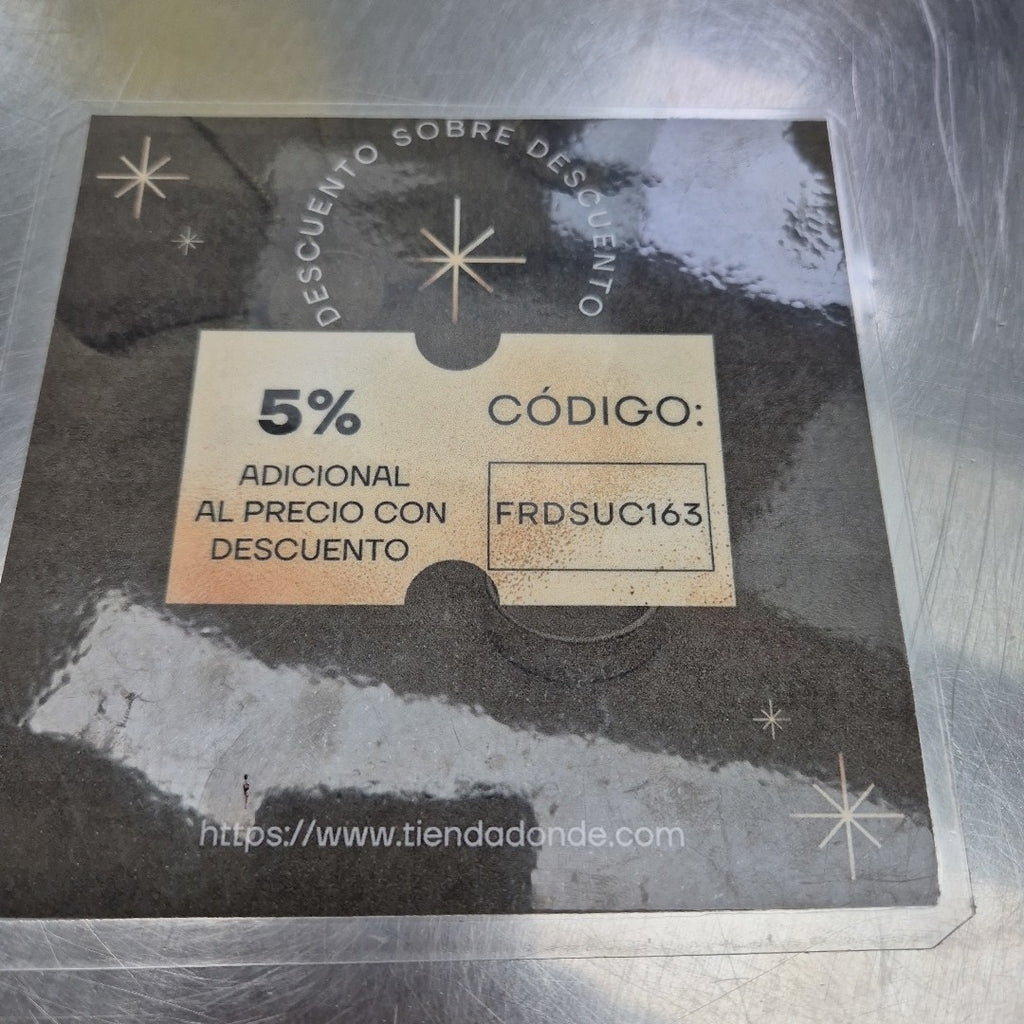 DESCUENTO SOBRE DESCUENTO
5%
ADICIONAL
AL PRECIO CON
DESCUENTO
CÓDIGO:
FRDSUC163
https://www.tiendadonde.com